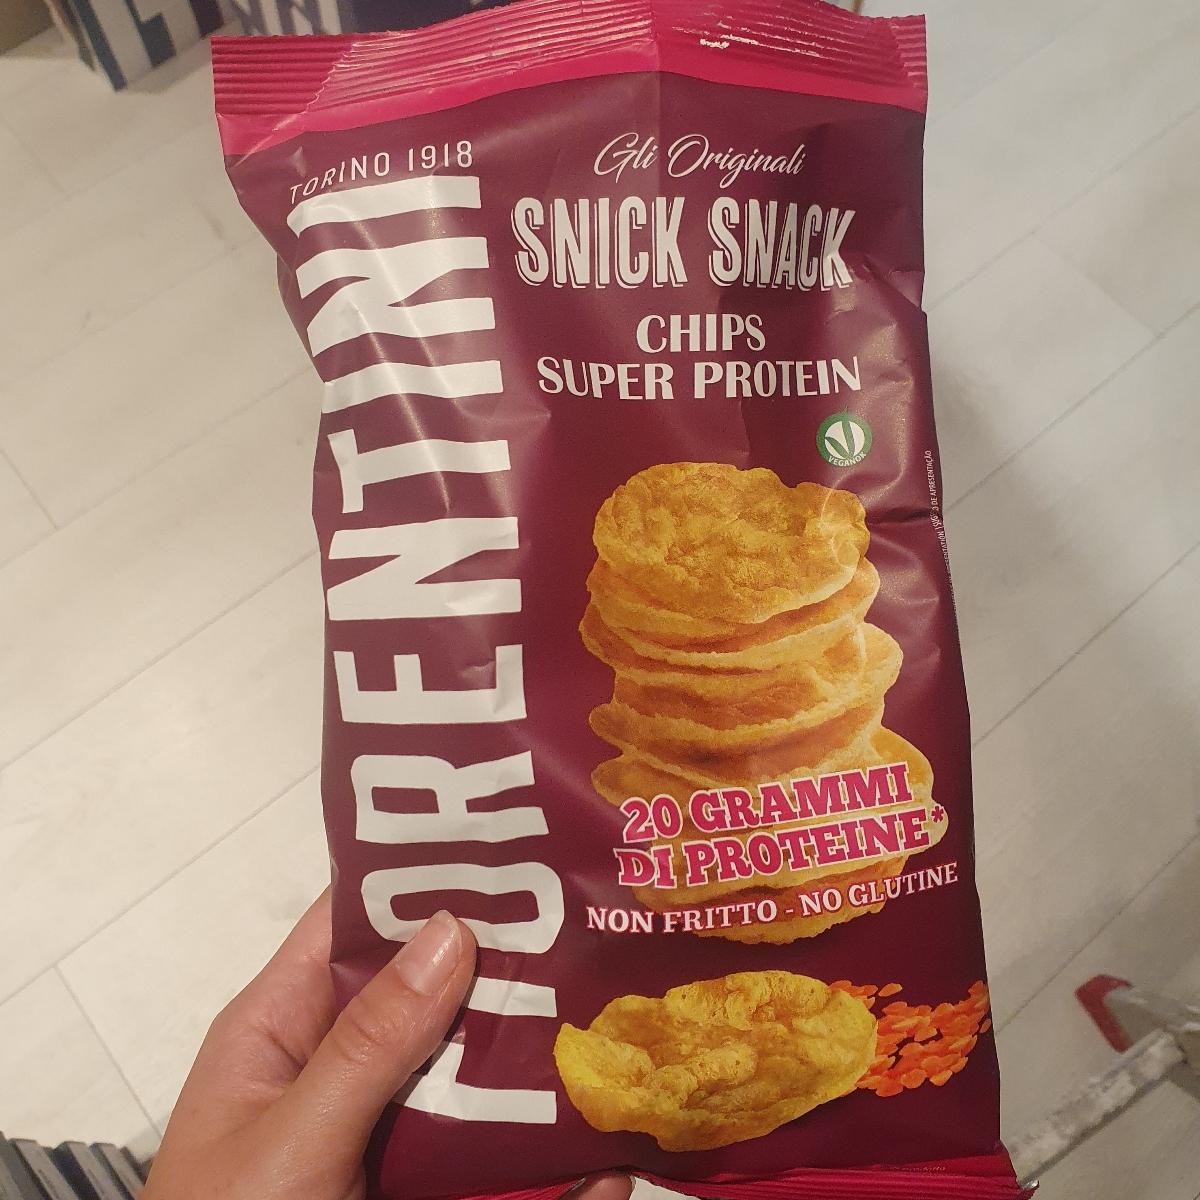 TORINO 1918
FIORENTINI
Gli Originali
SNICK SNACK
CHIPS
SUPER PROTEIN
VEGANOK
20 GRAMMI
DI PROTEINE*
NON FRITTO - NO GLUTINE